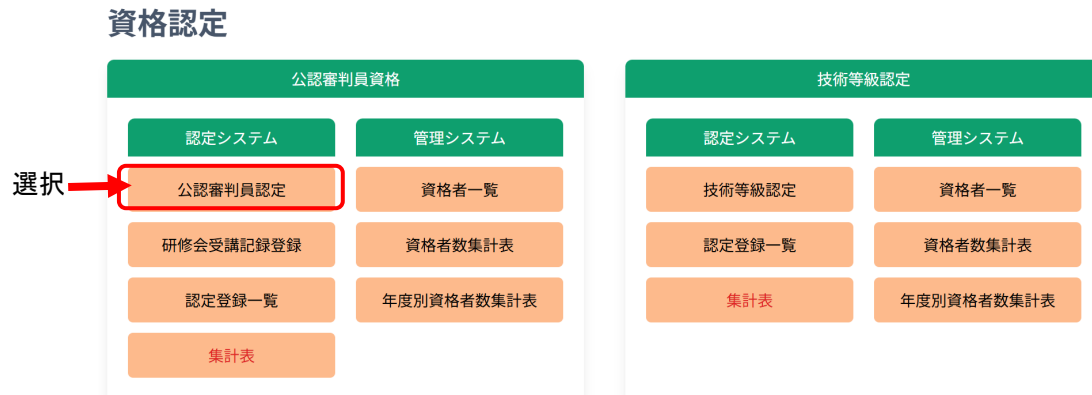 資格認定
公認審判員資格
認定システム
公認審判員認定
研修会受講記録登録
認定登録一覧
集計表
管理システム
資格者一覧
資格者数集計表
年度別資格者数集計表
選択
技術等級認定
認定システム
技術等級認定
認定登録一覧
集計表
管理システム
資格者一覧
資格者数集計表
年度別資格者数集計表